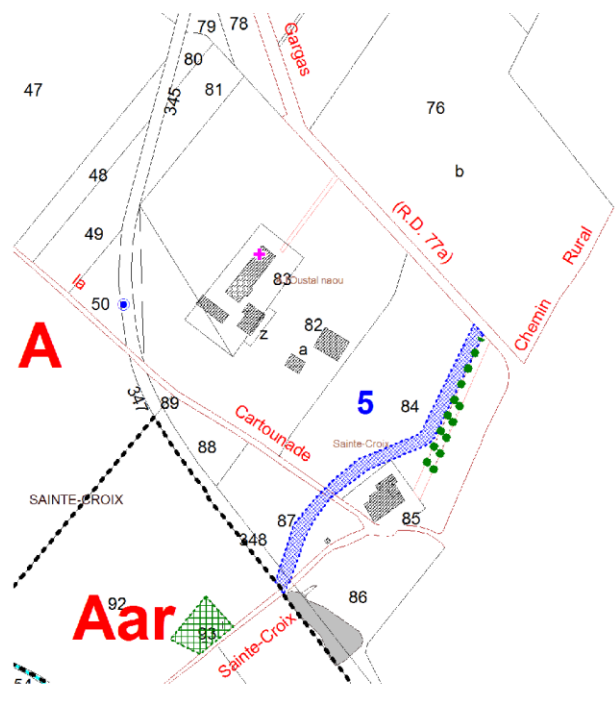 79
78
80
47
345
81
Gargas
76
48
b
(R.D. 77a)
49
Rural
la
83
Oustal naou
50
A
82
z
a
Chemin
347
89
5
84
Cartounade
88
Sainte-Croix
SAINTE-CROIX
87
85
348
92
86
Aar
93
Sainte-Croix
54